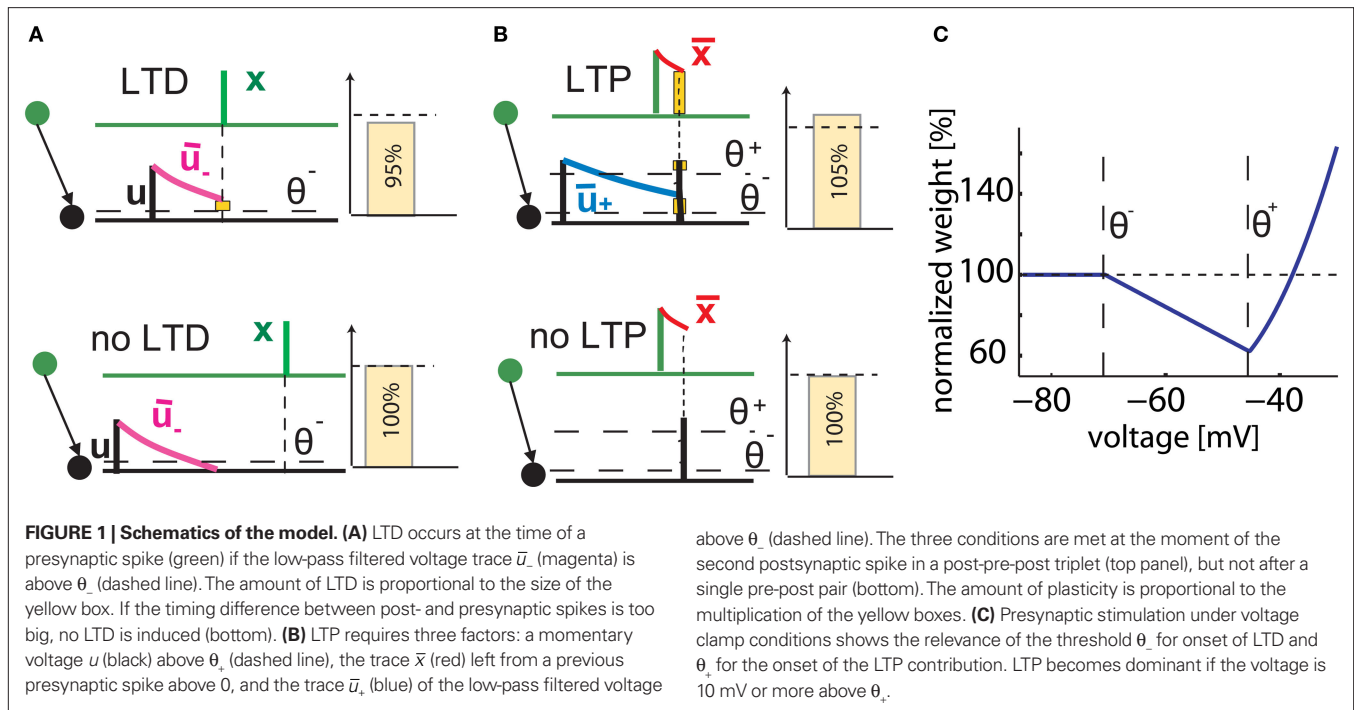 A
LTD
x
ū₋
u
θ⁻
95%
no LTD
x
ū₋
u
θ⁻
100%
B
x̄
LTP
θ⁺
θ⁻
ū+
105%
x̄
no LTP
θ⁺
θ⁻
100%
C
normalized weight [%]
140
100
60
θ⁻
θ⁺
−80
−60
−40
voltage [mV]
FIGURE 1 | Schematics of the model. (A) LTD occurs at the time of a
presynaptic spike (green) if the low-pass filtered voltage trace ū₋ (magenta) is
above θ₋ (dashed line). The amount of LTD is proportional to the size of the
yellow box. If the timing difference between post- and presynaptic spikes is too
big, no LTD is induced (bottom). (B) LTP requires three factors: a momentary
voltage u (black) above θ₊ (dashed line), the trace x̄ (red) left from a previous
presynaptic spike above 0, and the trace ū₊ (blue) of the low-pass filtered voltage
above θ₋ (dashed line). The three conditions are met at the moment of the
second postsynaptic spike in a post-pre-post triplet (top panel), but not after a
single pre-post pair (bottom). The amount of plasticity is proportional to the
multiplication of the yellow boxes. (C) Presynaptic stimulation under voltage
clamp conditions shows the relevance of the threshold θ₋ for onset of LTD and
θ₊ for the onset of the LTP contribution. LTP becomes dominant if the voltage is
10 mV or more above θ₊.